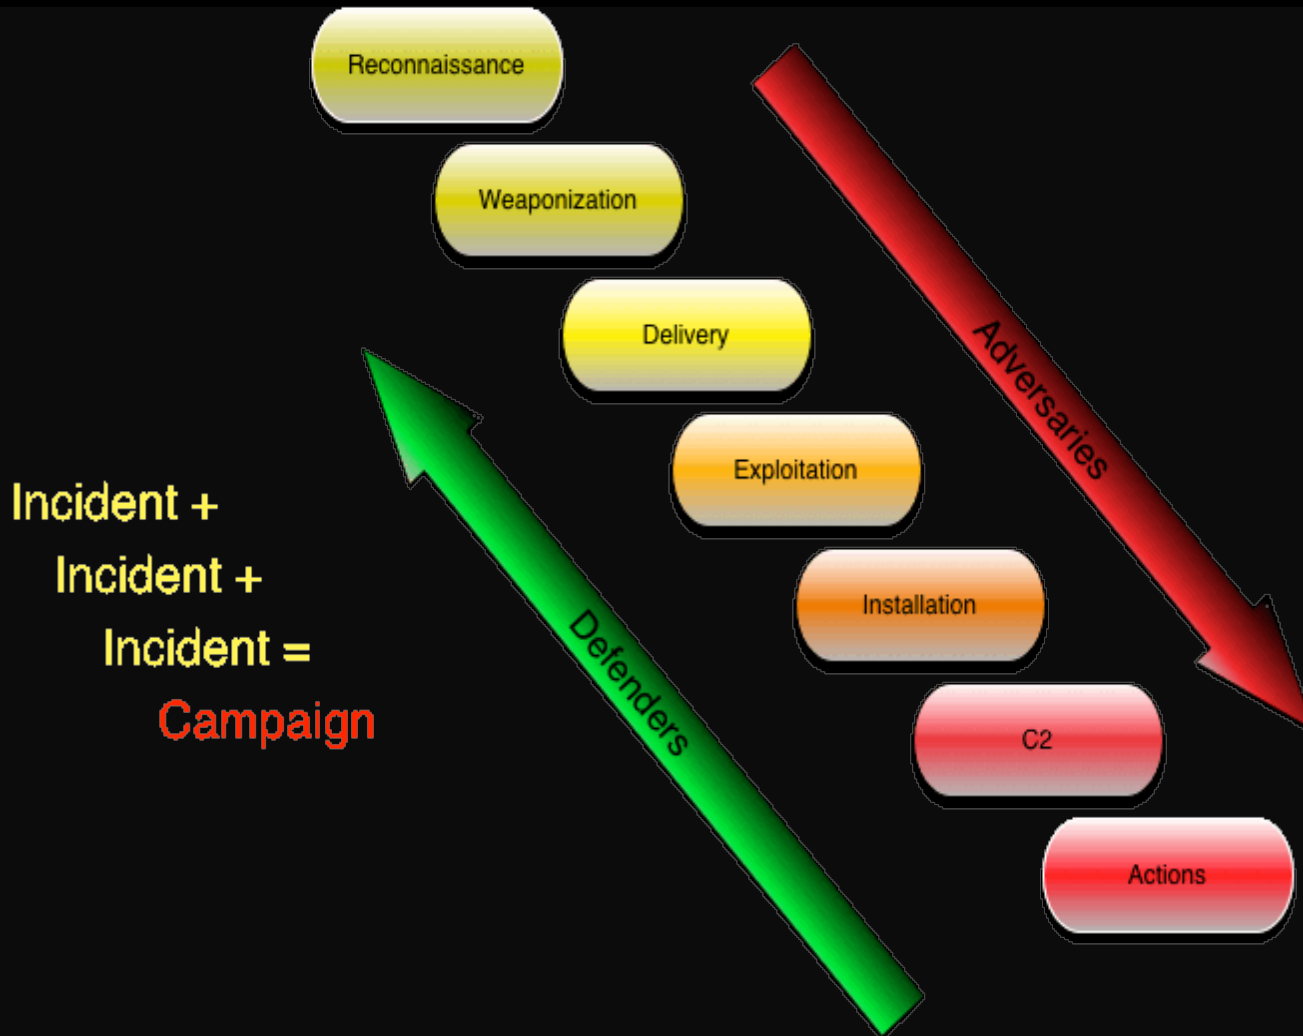 Reconnaissance
Weaponization
Delivery
Adversaries
Exploitation
Incident +
Incident +
Incident =
Campaign
Installation
Defenders
C2
Actions